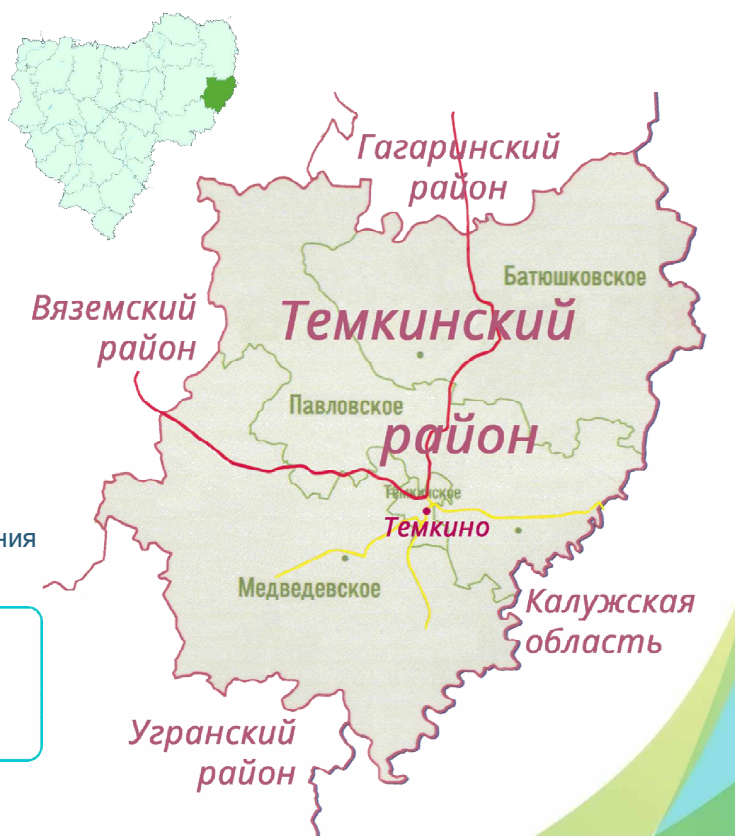 Гагаринский
район
Батюшковское
Вяземский
район
Темкинский
Павловское
район
Темкинское
Темкино
ния
Медведевское
Калужская
область
Угранский
район